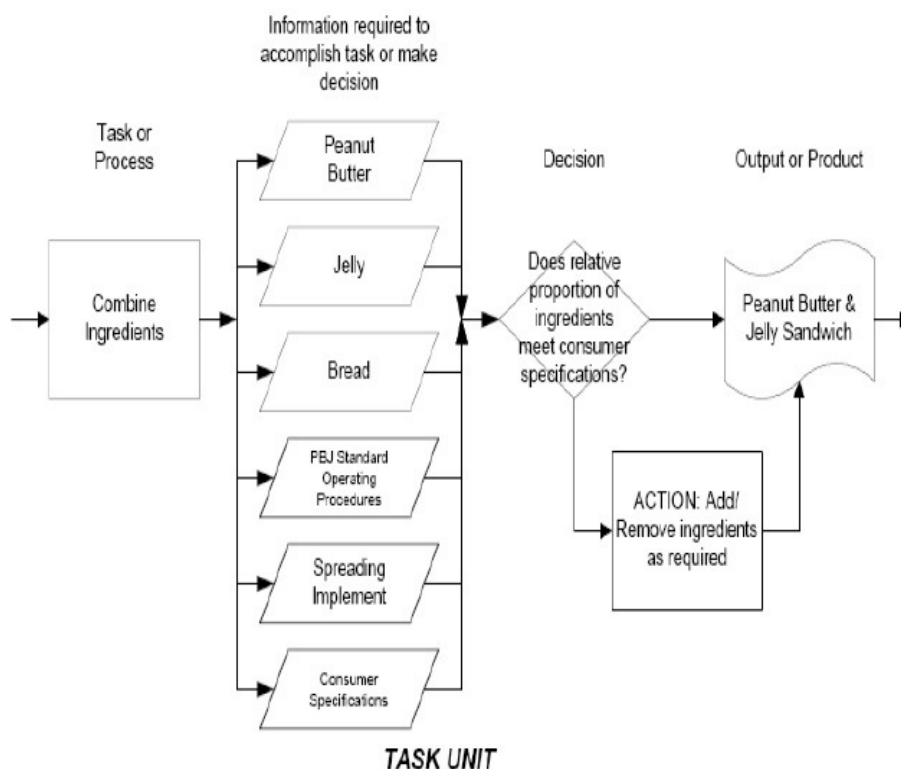 Information required to
accomplish task or make
decision
Task or
Process
Decision
Output or Product
Combine
Ingredients
Peanut
Butter
Jelly
Bread
PBJ Standard
Operating
Procedures
Spreading
Implement
Consumer
Specifications
Does relative
proportion of
ingredients
meet consumer
specifications?
Peanut Butter &
Jelly Sandwich
ACTION: Add/
Remove ingredients
as required
TASK UNIT